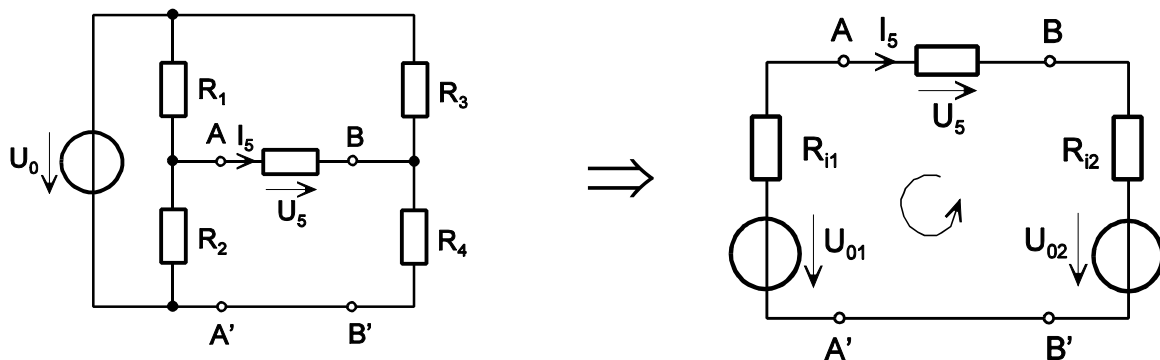 R₁
R₃
U₀
A I₅ B
U₅
R₂
R₄
A' B'
A I₅ B
U₅
Rᵢ₁
Rᵢ₂
U₀₁
U₀₂
A' B'